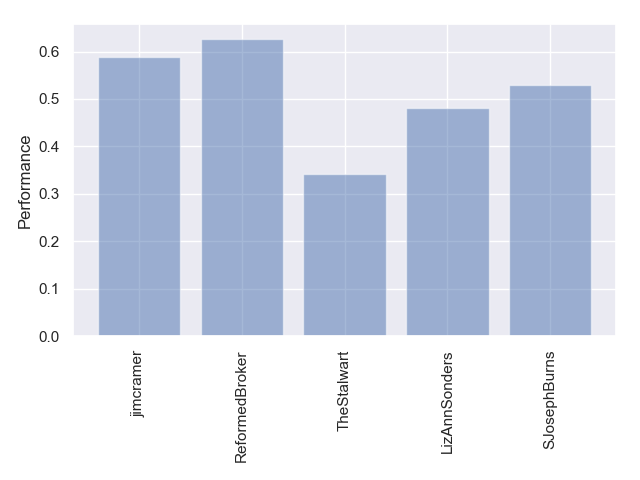 Performance
0.6
0.5
0.4
0.3
0.2
0.1
0.0
jimcramer
ReformedBroker
TheStalwart
LizAnnSonders
SJosephBurns